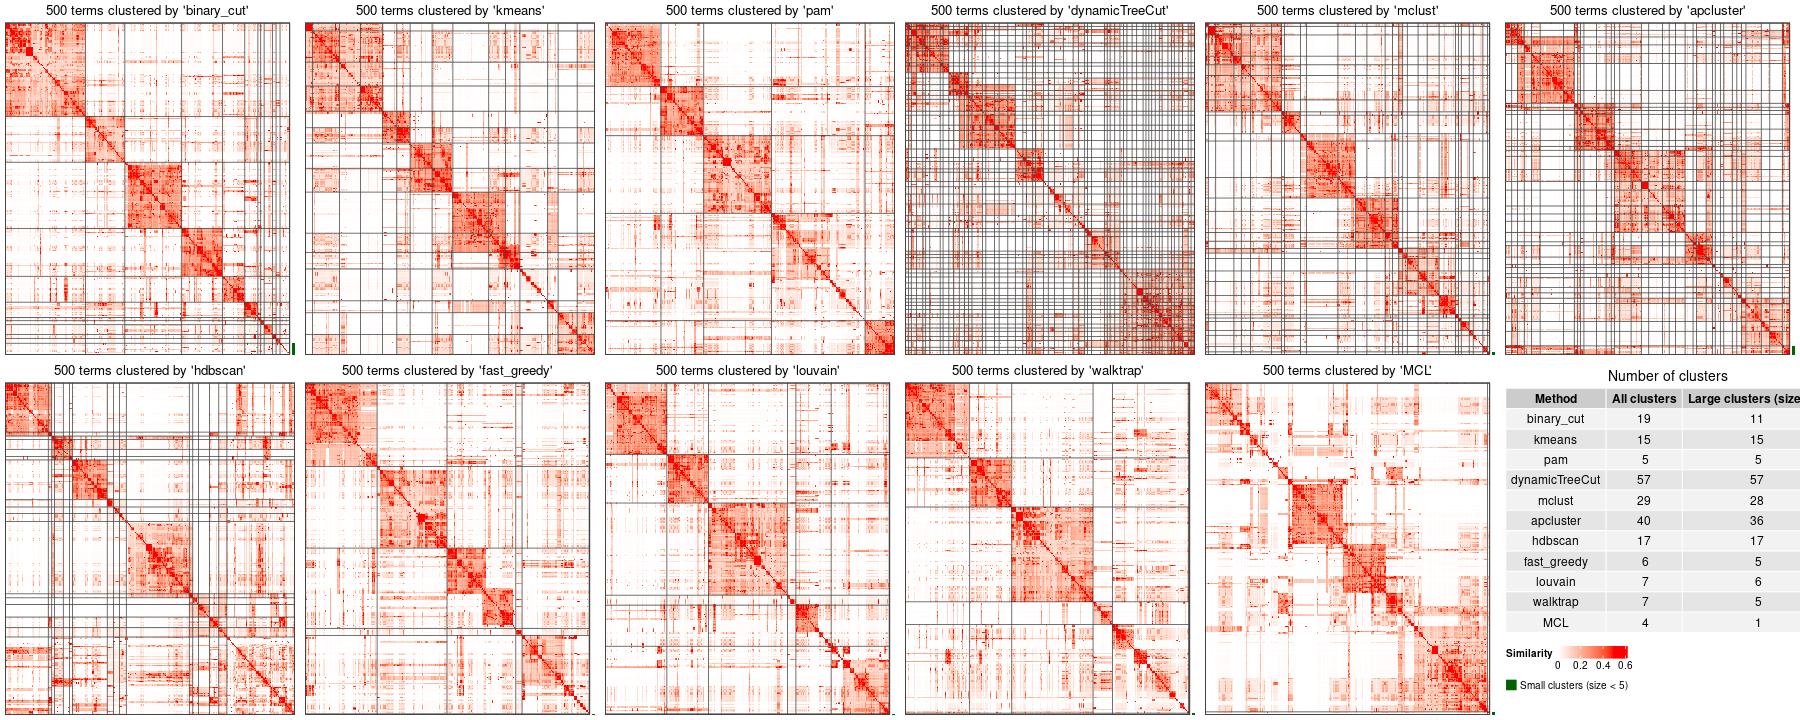 500 terms clustered by 'binary_cut'
500 terms clustered by 'kmeans'
500 terms clustered by 'pam'
500 terms clustered by 'dynamicTreeCut'
500 terms clustered by 'mclust'
500 terms clustered by 'apcluster'
500 terms clustered by 'hdbscan'
500 terms clustered by 'fast_greedy'
500 terms clustered by 'louvain'
500 terms clustered by 'walktrap'
500 terms clustered by 'MCL'
Number of clusters
Method All clusters Large clusters (size
binary_cut 19 11
kmeans 15 15
pam 5 5
dynamicTreeCut 57 57
mclust 29 28
apcluster 40 36
hdbscan 17 17
fast_greedy 6 5
louvain 7 6
walktrap 7 5
MCL 4 1
Similarity
0 0.2 0.4 0.6
Small clusters (size < 5)